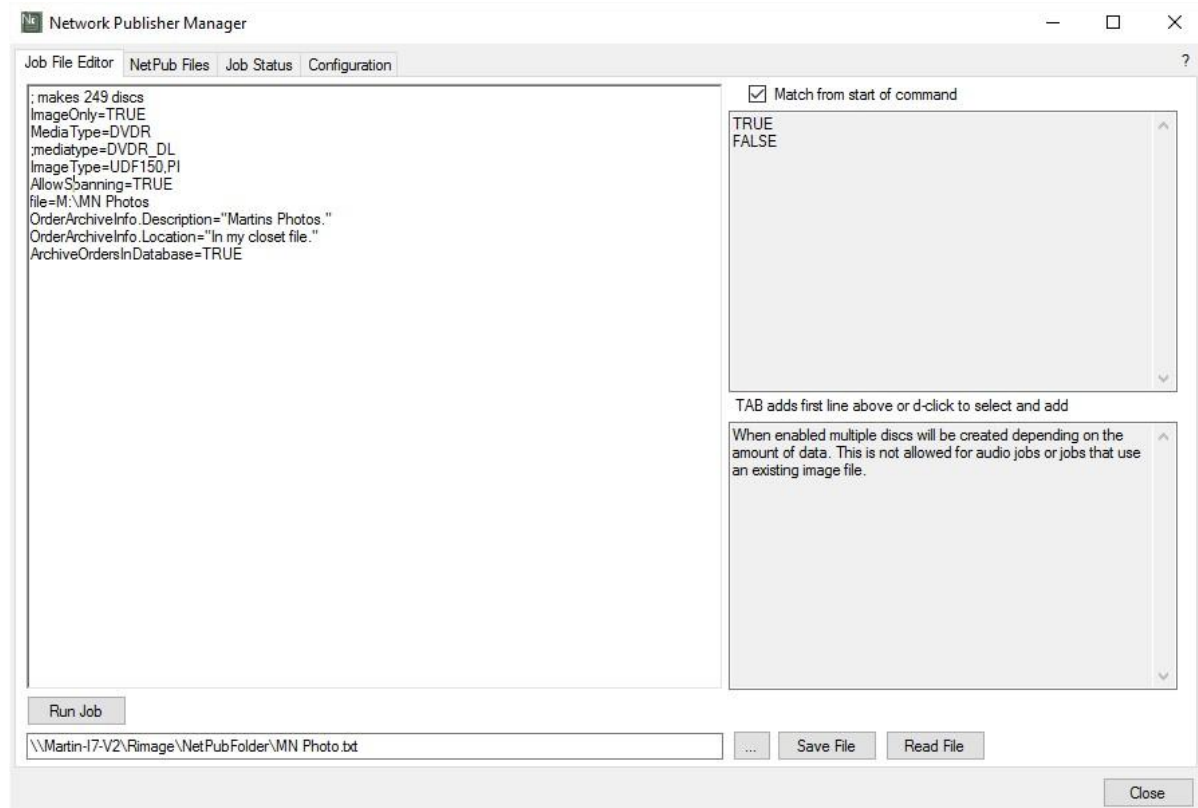 Network Publisher Manager
Job File Editor NetPub Files Job Status Configuration ?
; makes 249 discs
ImageOnly=TRUE
MediaType=DVDR
;mediatype=DVDR_DL
ImageType=UDF150,PI
AllowSpanning=TRUE
file=M:\MN Photos
OrderArchiveInfo.Description="Martins Photos."
OrderArchiveInfo.Location="In my closet file."
ArchiveOrdersInDatabase=TRUE
Match from start of command
TRUE
FALSE
TAB adds first line above or d-click to select and add
When enabled multiple discs will be created depending on the
amount of data. This is not allowed for audio jobs or jobs that use
an existing image file.
Run Job
\\Martin-I7-V2\Rimage\NetPubFolder\MN Photo.txt
... Save File Read File
Close